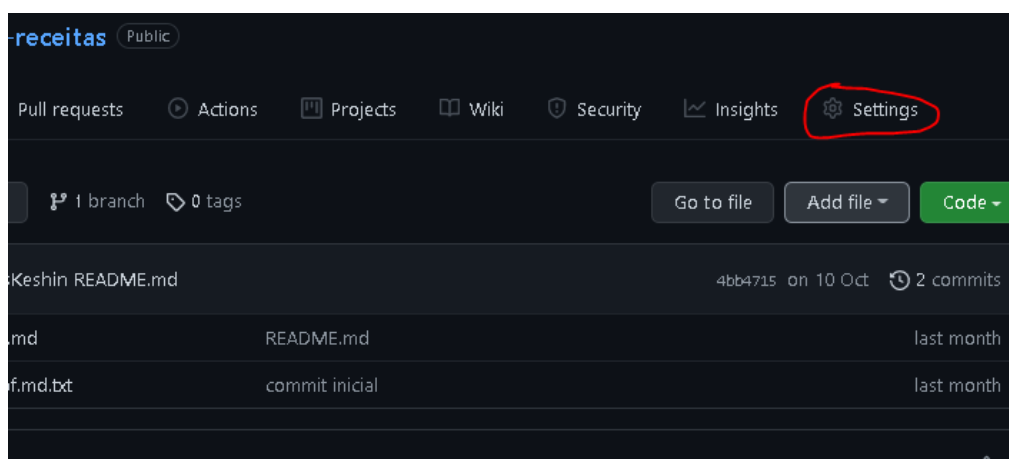 -receitas Public
Pull requests Actions Projects Wiki Security Insights Settings
1 branch 0 tags Go to file Add file Code
sKeshin README.md 4bb4715 on 10 Oct 2 commits
.md README.md last month
of.md.txt commit inicial last month